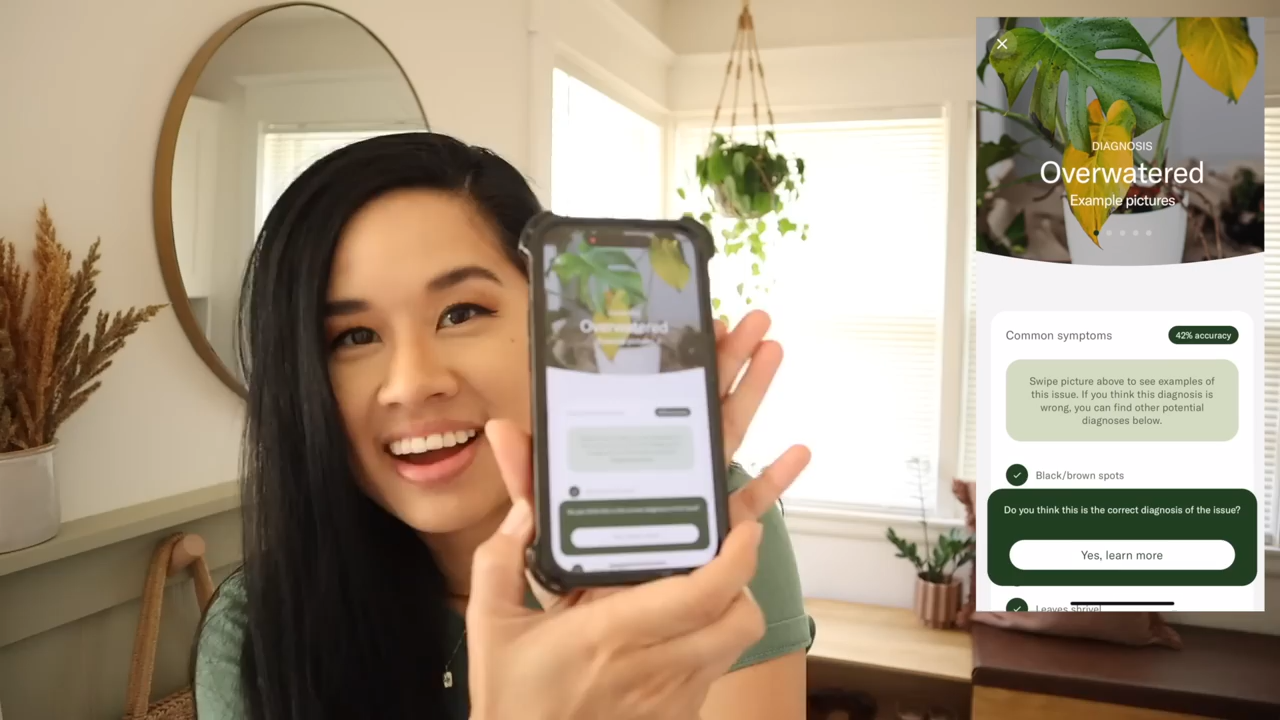 Overwatered
DIAGNOSIS
Overwatered
Example pictures
Common symptoms
42% accuracy
Swipe picture above to see examples of
this issue. If you think this diagnosis is
wrong, you can find other potential
diagnoses below.
Black/brown spots
Do you think this is the correct diagnosis of the issue?
Yes, learn more
Leaves shrivel